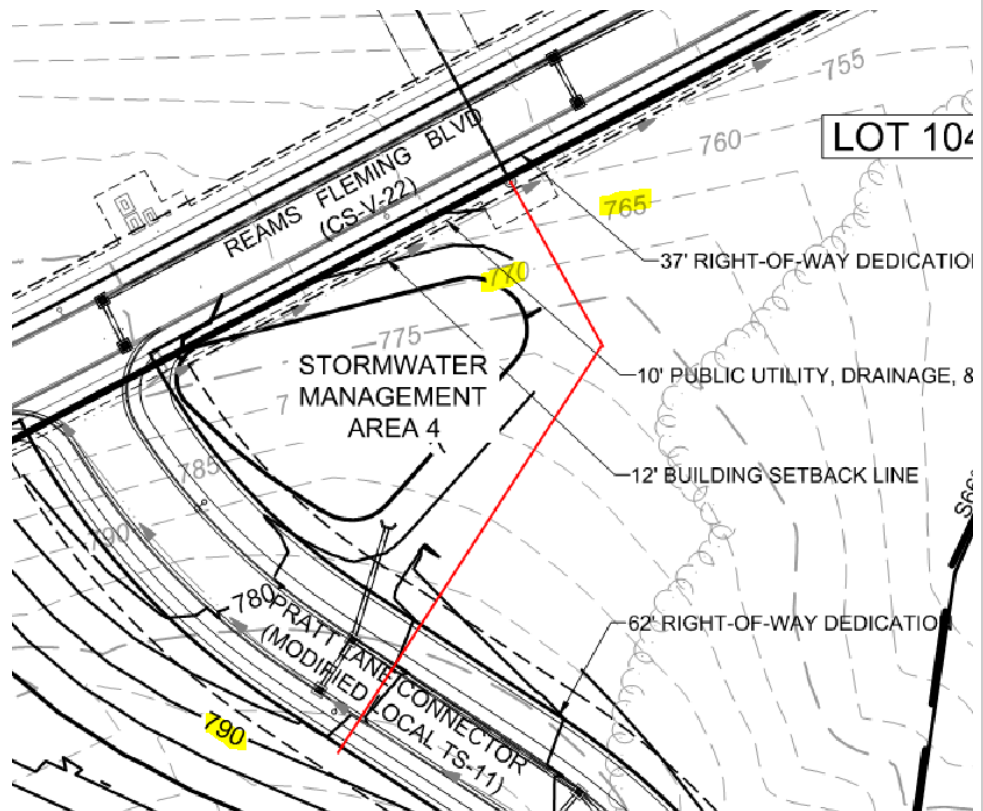 755
760
LOT 104
REAMS FLEMING BLVD
(CS-V-22)
765
37' RIGHT-OF-WAY DEDICATIO
770
775
STORMWATER
MANAGEMENT
AREA 4
10' PUBLIC UTILITY, DRAINAGE, &
785
12' BUILDING SETBACK LINE
790
780
PRATT LANE CONNECTOR
(MODIFIED LOCAL TS-11)
62' RIGHT-OF-WAY DEDICATION
790